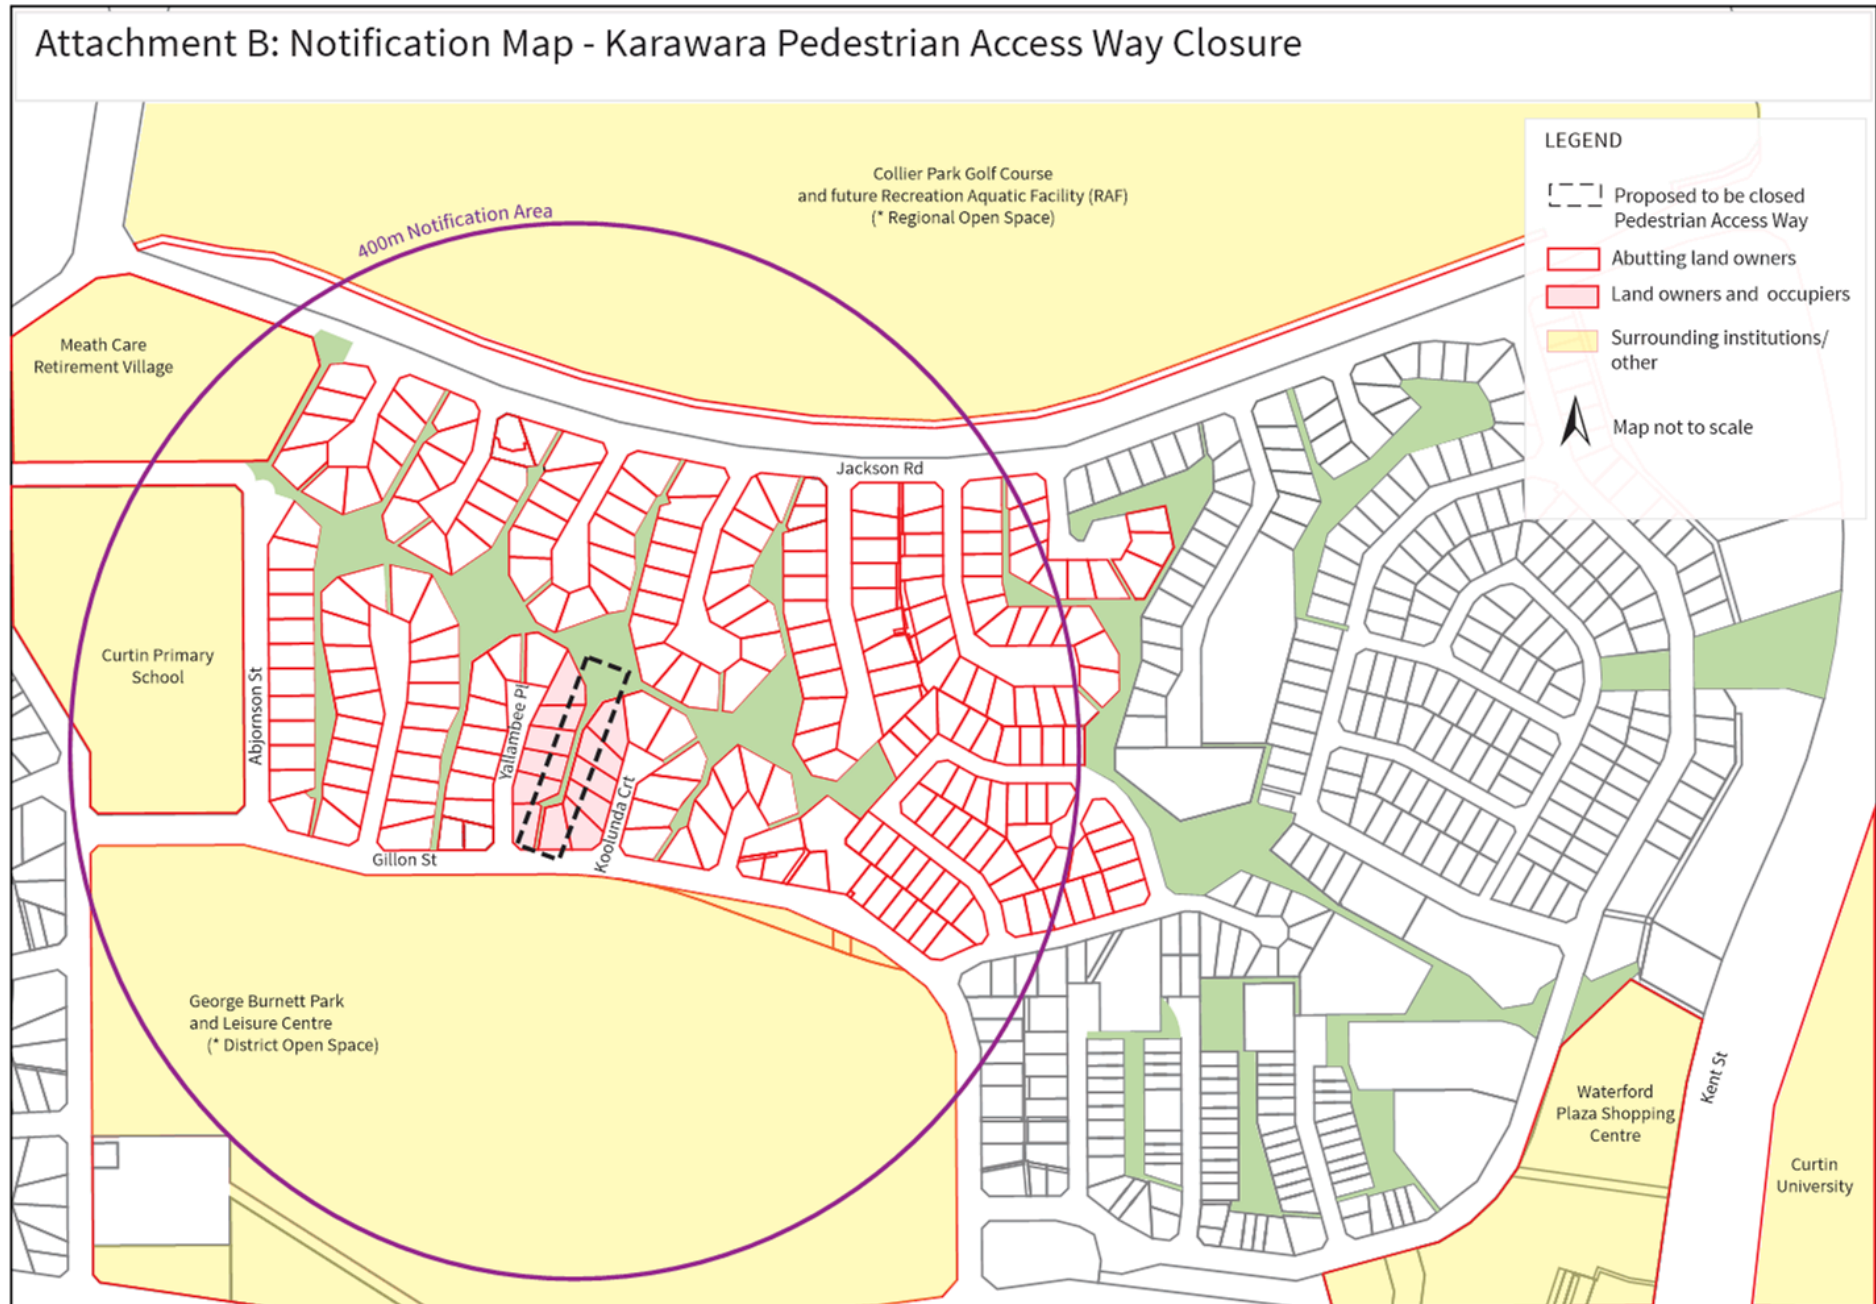 Attachment B: Notification Map - Karawara Pedestrian Access Way Closure
LEGEND
Proposed to be closed
Pedestrian Access Way
Abutting land owners
Land owners and occupiers
Surrounding institutions/
other
Map not to scale
Collier Park Golf Course
and future Recreation Aquatic Facility (RAF)
(* Regional Open Space)
400m Notification Area
Meath Care
Retirement Village
Jackson Rd
Curtin Primary
School
Abjornson St
Yallambee Pl
Koolunda Crt
Gillon St
George Burnett Park
and Leisure Centre
(* District Open Space)
Waterford
Plaza Shopping
Centre
Kent St
Curtin
University